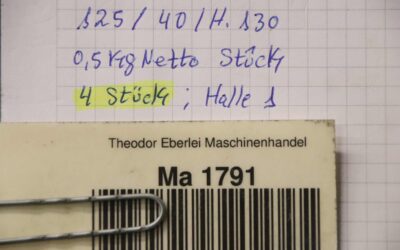 125 / 40 / H. 130
0,5 kg Netto Stück
4 Stück ; Halle 1
Theodor Eberlei Maschinenhandel
Ma 1791